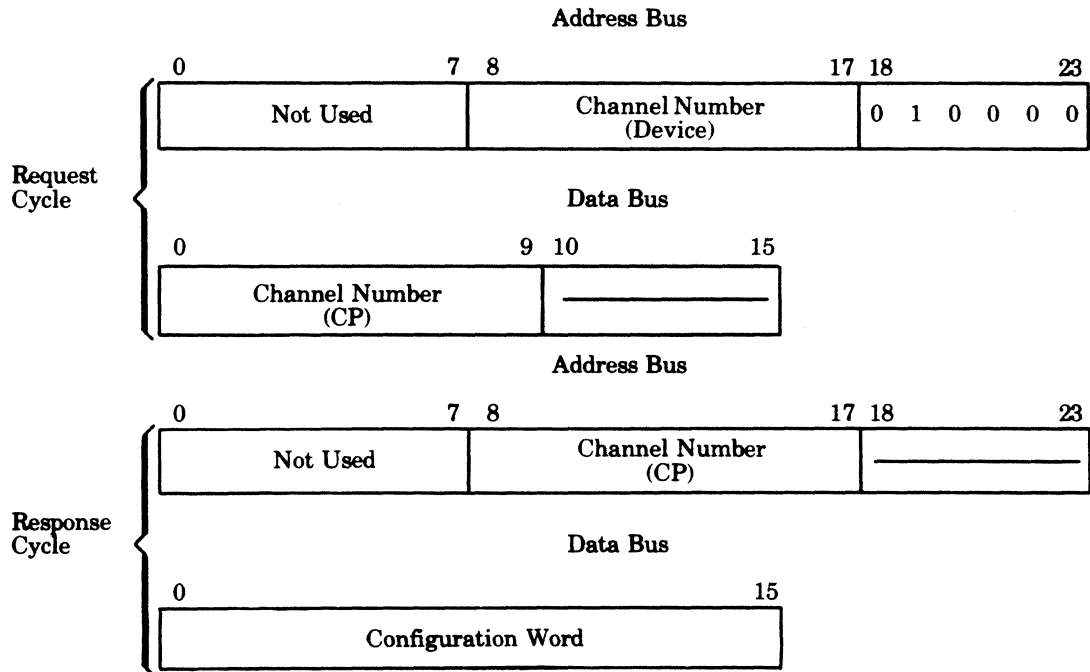 Address Bus
0 7 8 17 18 23
Not Used
Channel Number
(Device)
0 1 0 0 0 0
Request
Cycle
Data Bus
0 9 10 15
Channel Number
(CP)
Address Bus
0 7 8 17 18 23
Not Used
Channel Number
(CP)
Response
Cycle
Data Bus
0 15
Configuration Word